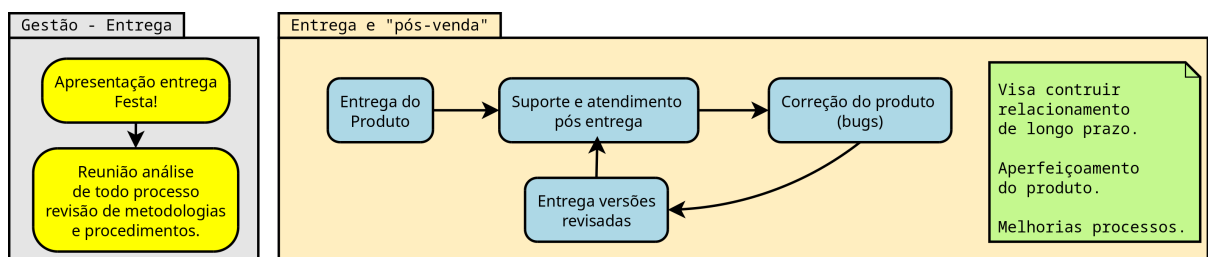 Gestão - Entrega
Apresentação entrega
Festa!
Reunião análise
de todo processo
revisão de metodologias
e procedimentos.
Entrega e "pós-venda"
Entrega do
Produto
Suporte e atendimento
pós entrega
Correção do produto
(bugs)
Entrega versões
revisadas
Visa contruir
relacionamento
de longo prazo.
Aperfeiçoamento
do produto.
Melhorias processos.